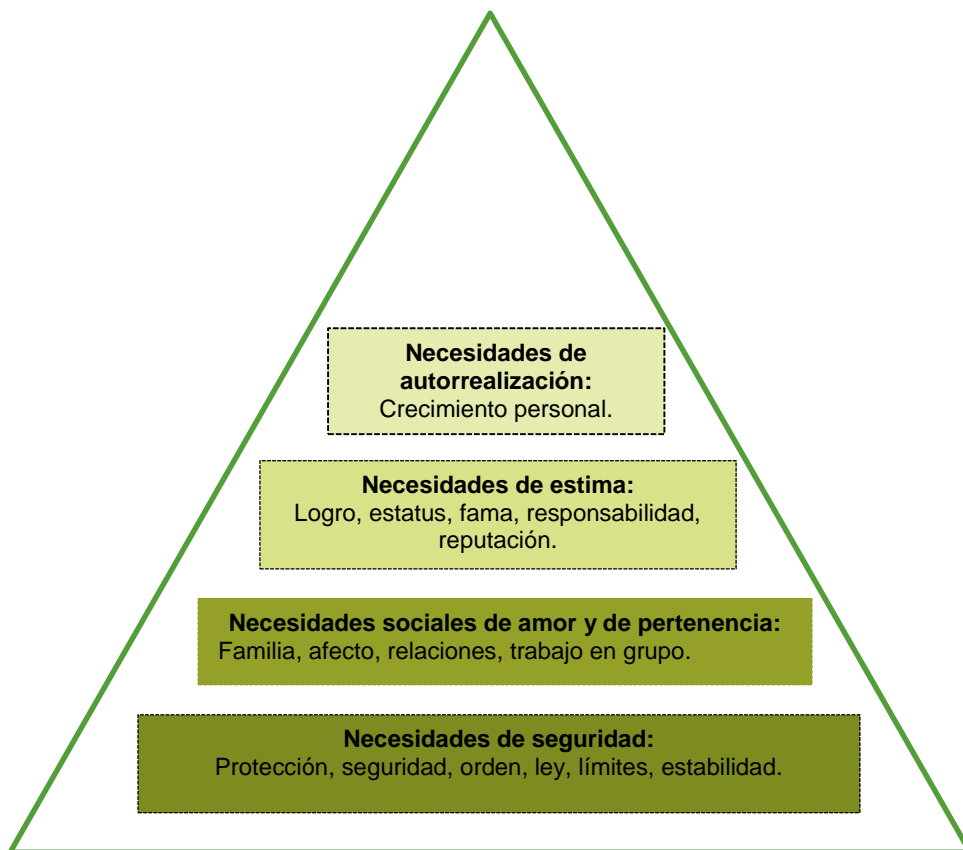 Necesidades de
autorrealización:
Crecimiento personal.
Necesidades de estima:
Logro, estatus, fama, responsabilidad,
reputación.
Necesidades sociales de amor y de pertenencia:
Familia, afecto, relaciones, trabajo en grupo.
Necesidades de seguridad:
Protección, seguridad, orden, ley, límites, estabilidad.